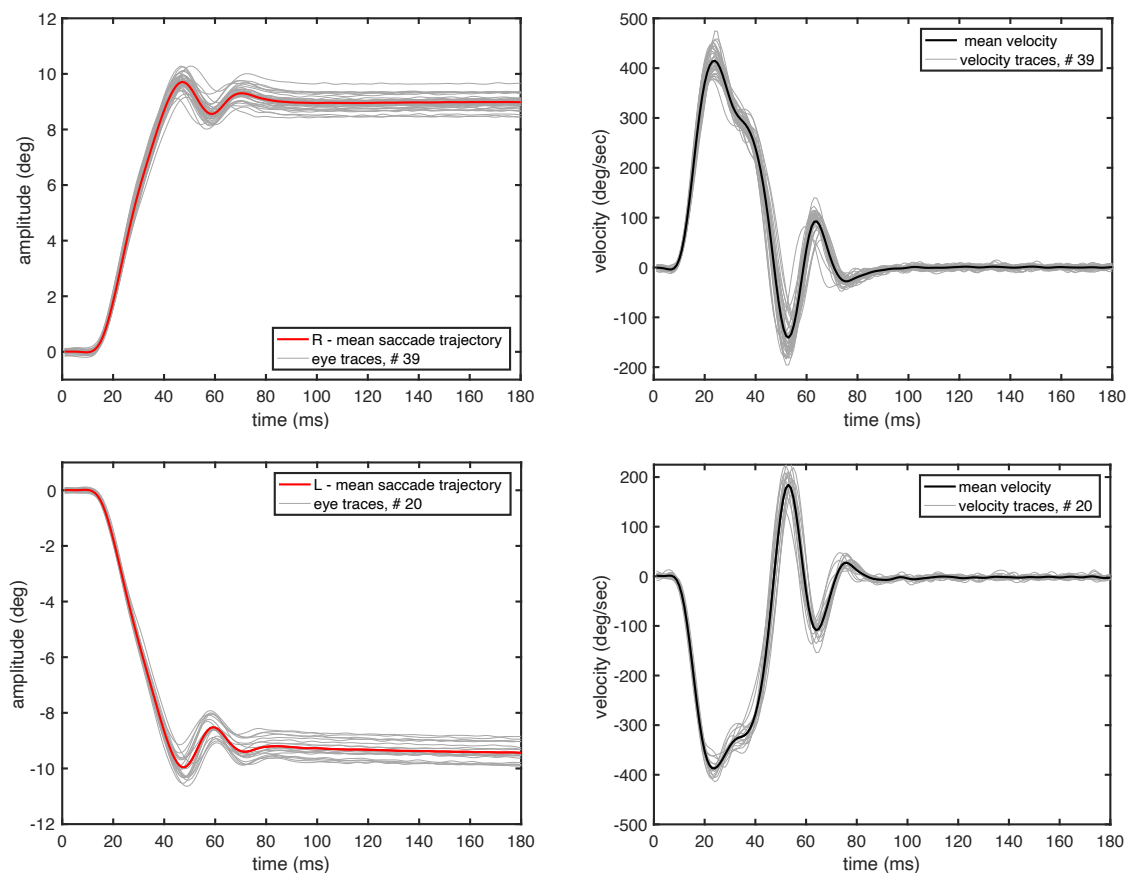 12
10
8
6
4
2
0
amplitude (deg)
R - mean saccade trajectory
eye traces, # 39
0 20 40 60 80 100 120 140 160 180
time (ms)
500
400
300
200
100
0
-100
-200
velocity (deg/sec)
mean velocity
velocity traces, # 39
0 20 40 60 80 100 120 140 160 180
time (ms)
0
-2
-4
-6
-8
-10
-12
amplitude (deg)
L - mean saccade trajectory
eye traces, # 20
0 20 40 60 80 100 120 140 160 180
time (ms)
200
100
0
-100
-200
-300
-400
-500
velocity (deg/sec)
mean velocity
velocity traces, # 20
0 20 40 60 80 100 120 140 160 180
time (ms)